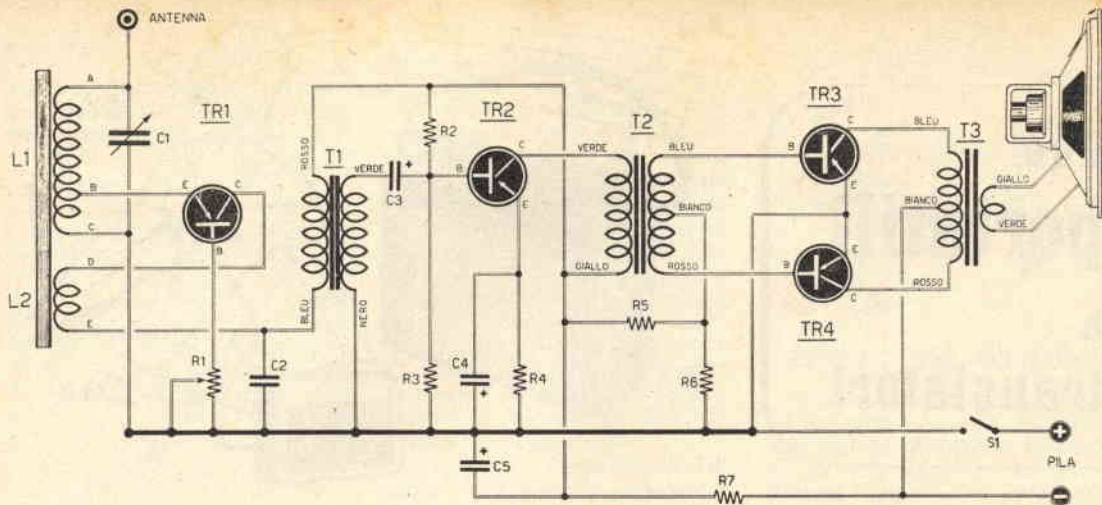 ANTENNA
A
L1
C1
TR1
B
E
C
C
B
D
L2
E
R1
C2
ROSSO
T1
VERDE
C3
BLEU
NERO
R2
TR2
B
C
E
R3
C4
R4
C5
VERDE
T2
BLEU
BIANCO
GIALLO
ROSSO
R5
R6
TR3
B
C
E
E
B
C
TR4
BLEU
T3
GIALLO
BIANCO
VERDE
ROSSO
S1
PILA
R7